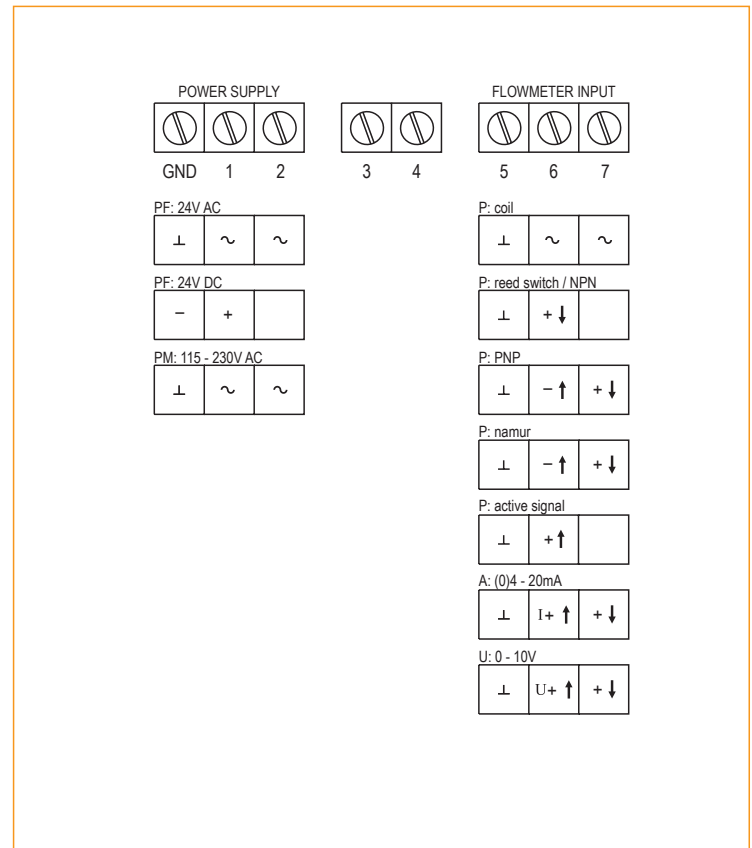 POWER SUPPLY FLOWMETER INPUT
GND 1 2 3 4 5 6 7
PF: 24V AC
⊥ ~ ~
PF: 24V DC
− +
PM: 115 - 230V AC
⊥ ~ ~
P: coil
⊥ ~ ~
P: reed switch / NPN
⊥ +↓
P: PNP
⊥ −↑ +↓
P: namur
⊥ −↑ +↓
P: active signal
⊥ +↑
A: (0)4 - 20mA
⊥ I+ ↑ +↓
U: 0 - 10V
⊥ U+ ↑ +↓